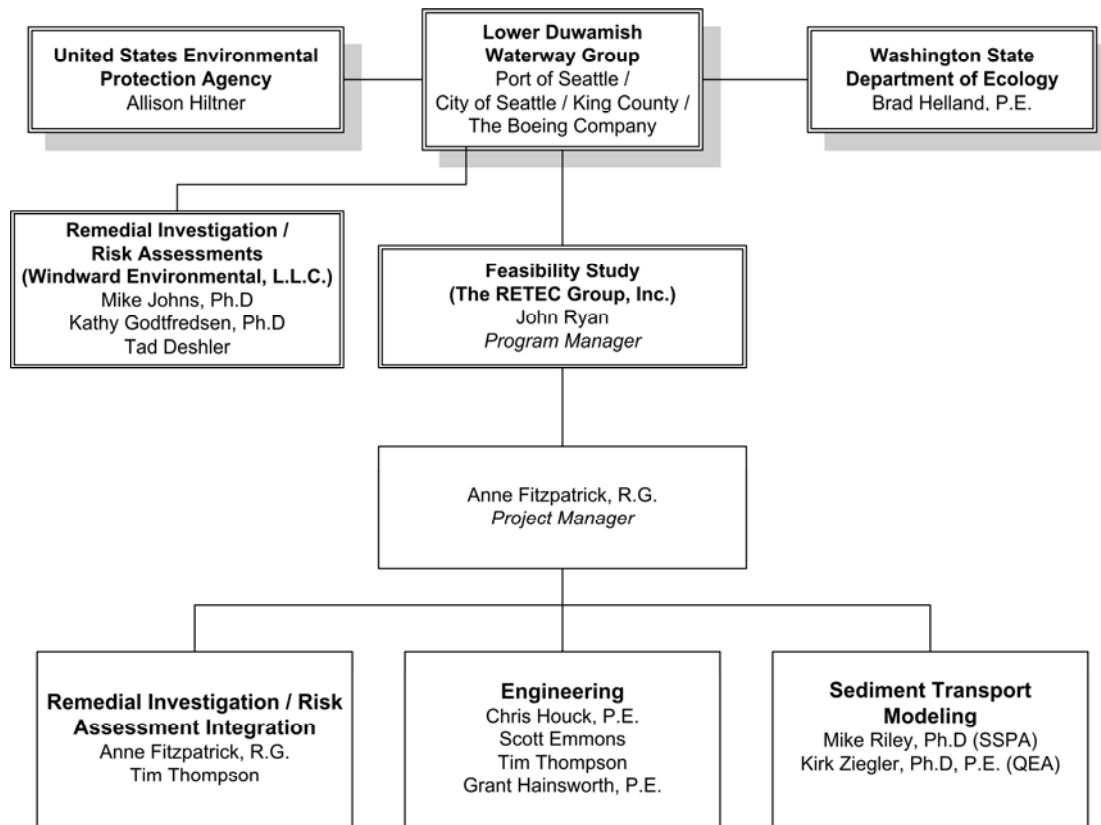 United States Environmental
Protection Agency
Allison Hiltner
Lower Duwamish
Waterway Group
Port of Seattle /
City of Seattle / King County /
The Boeing Company
Washington State
Department of Ecology
Brad Helland, P.E.
Remedial Investigation /
Risk Assessments
(Windward Environmental, L.L.C.)
Mike Johns, Ph.D
Kathy Godtfredsen, Ph.D
Tad Deshler
Feasibility Study
(The RETEC Group, Inc.)
John Ryan
Program Manager
Anne Fitzpatrick, R.G.
Project Manager
Remedial Investigation / Risk
Assessment Integration
Anne Fitzpatrick, R.G.
Tim Thompson
Engineering
Chris Houck, P.E.
Scott Emmons
Tim Thompson
Grant Hainsworth, P.E.
Sediment Transport
Modeling
Mike Riley, Ph.D (SSPA)
Kirk Ziegler, Ph.D, P.E. (QEA)